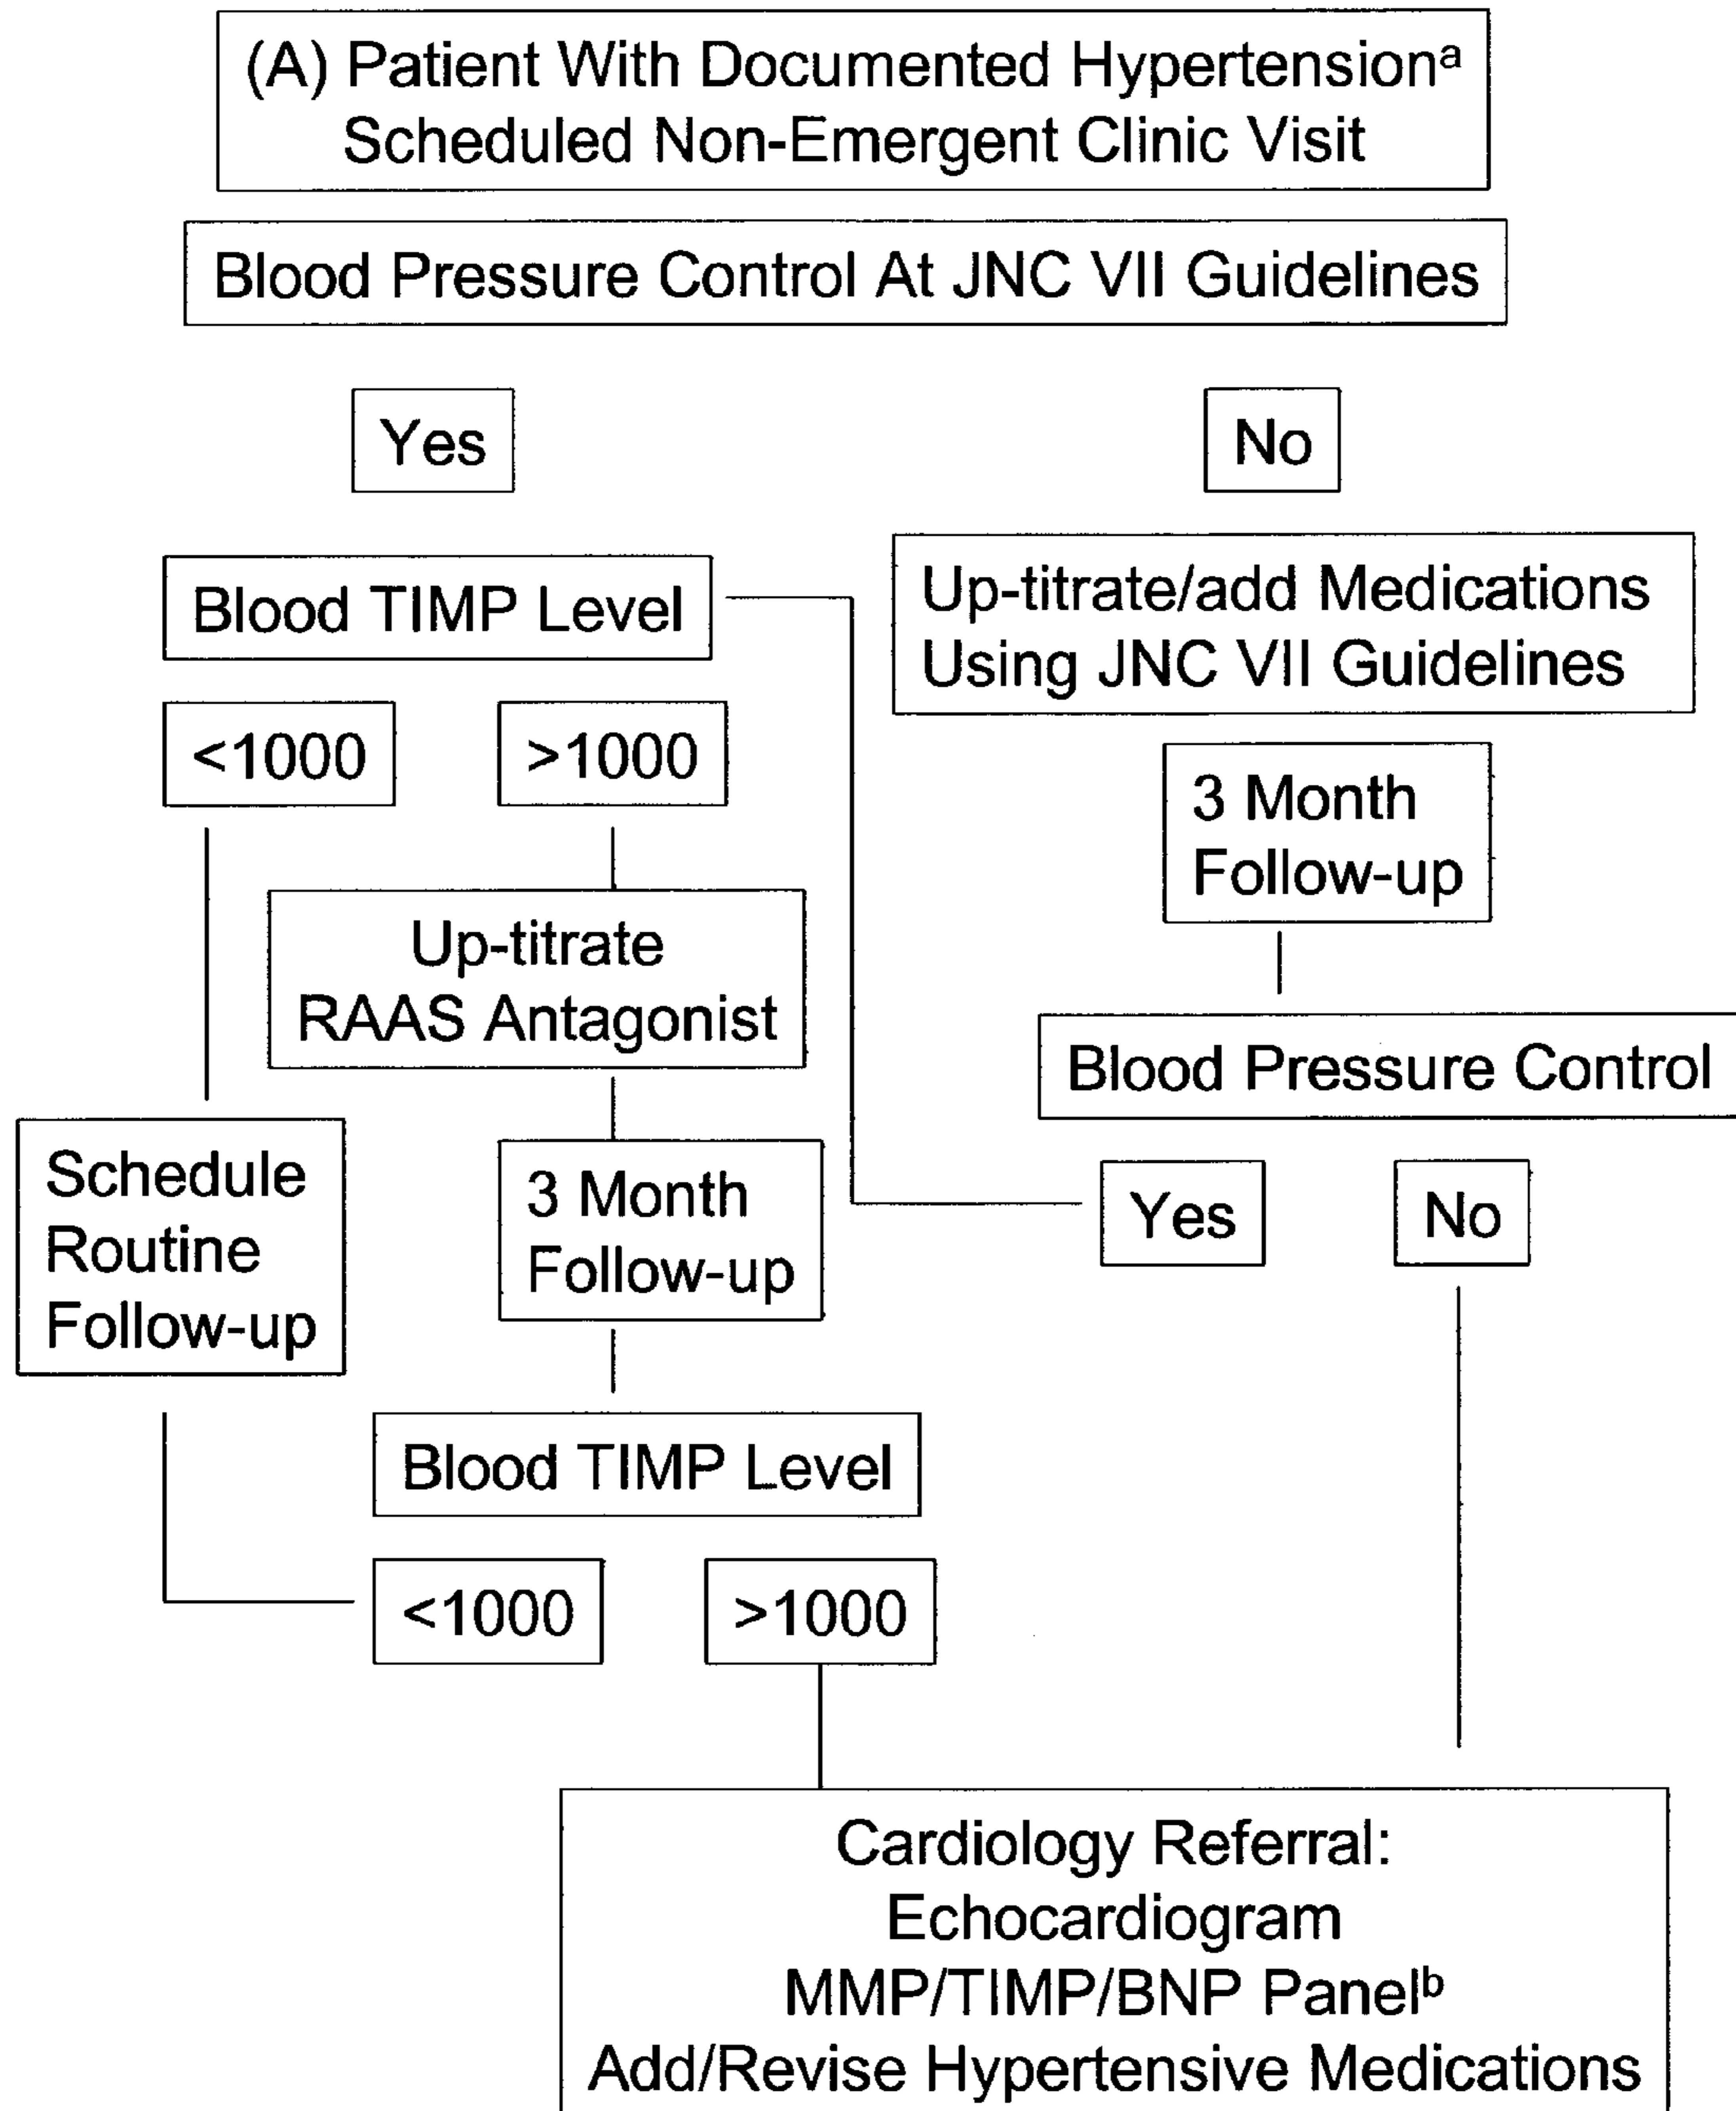 (A) Patient With Documented Hypertensionᵃ
Scheduled Non-Emergent Clinic Visit
Blood Pressure Control At JNC VII Guidelines
Yes
No
Blood TIMP Level
<1000
>1000
Up-titrate/add Medications
Using JNC VII Guidelines
3 Month
Follow-up
Up-titrate
RAAS Antagonist
Blood Pressure Control
Schedule
Routine
Follow-up
3 Month
Follow-up
Yes
No
Blood TIMP Level
<1000
>1000
Cardiology Referral:
Echocardiogram
MMP/TIMP/BNP Panelᵇ
Add/Revise Hypertensive Medications